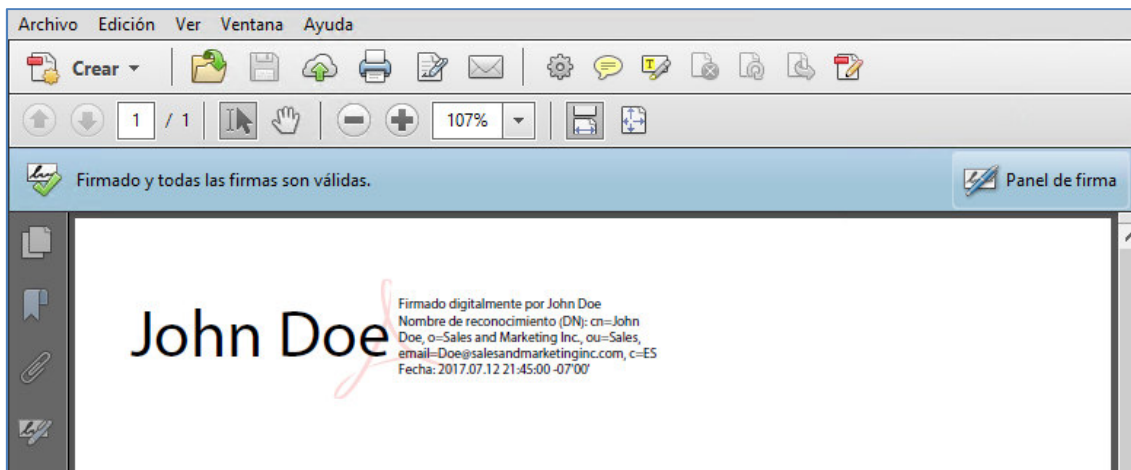 Archivo Edición Ver Ventana Ayuda
Crear
1 / 1 107%
Firmado y todas las firmas son válidas. Panel de firma
John Doe
Firmado digitalmente por John Doe
Nombre de reconocimiento (DN): cn=John
Doe, o=Sales and Marketing Inc., ou=Sales,
email=Doe@salesandmarketinginc.com, c=ES
Fecha: 2017.07.12 21:45:00 -07'00'